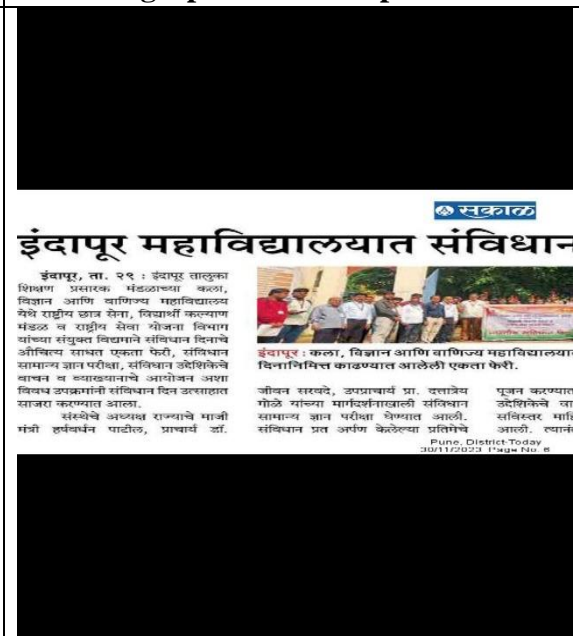 सकाळ
इंदापूर महाविद्यालयात संविधान
इंदापूर, ता. २९ : इंदापूर तालुका
शिक्षण प्रसारक मंडळाच्या कला,
विज्ञान आणि वाणिज्य महाविद्यालय
येथे राष्ट्रीय छात्र सेना, विद्यार्थी कल्याण
मंडळ व राष्ट्रीय सेवा योजना विभाग
यांच्या संयुक्त विद्यमाने संविधान दिनाचे
औचित्य साधत एकता फेरी, संविधान
सामान्य ज्ञान परीक्षा, संविधान उद्देशिकेचे
वाचन व व्याख्यानाचे आयोजन अशा
विवध उपक्रमांनी संविधान दिन उत्साहात
साजरा करण्यात आला.
संस्थेचे अध्यक्ष राज्याचे माजी
मंत्री हर्षवर्धन पाटील, प्राचार्य डॉ.
इंदापूर : कला, विज्ञान आणि वाणिज्य महाविद्यालया
दिनानिमित्त काढण्यात आलेली एकता फेरी.
जीवन सरवदे, उपप्राचार्य प्रा. दत्तात्रेय
गोळे यांच्या मार्गदर्शनाखाली संविधान
सामान्य ज्ञान परीक्षा घेण्यात आली.
संविधान प्रत अर्पण केलेल्या प्रतिमेचे
पूजन करण्यात
उद्देशिकेचे वा
सविस्तर माहि
आली. त्यानं
Pune, District-Today
30/11/2023 Page No. 6